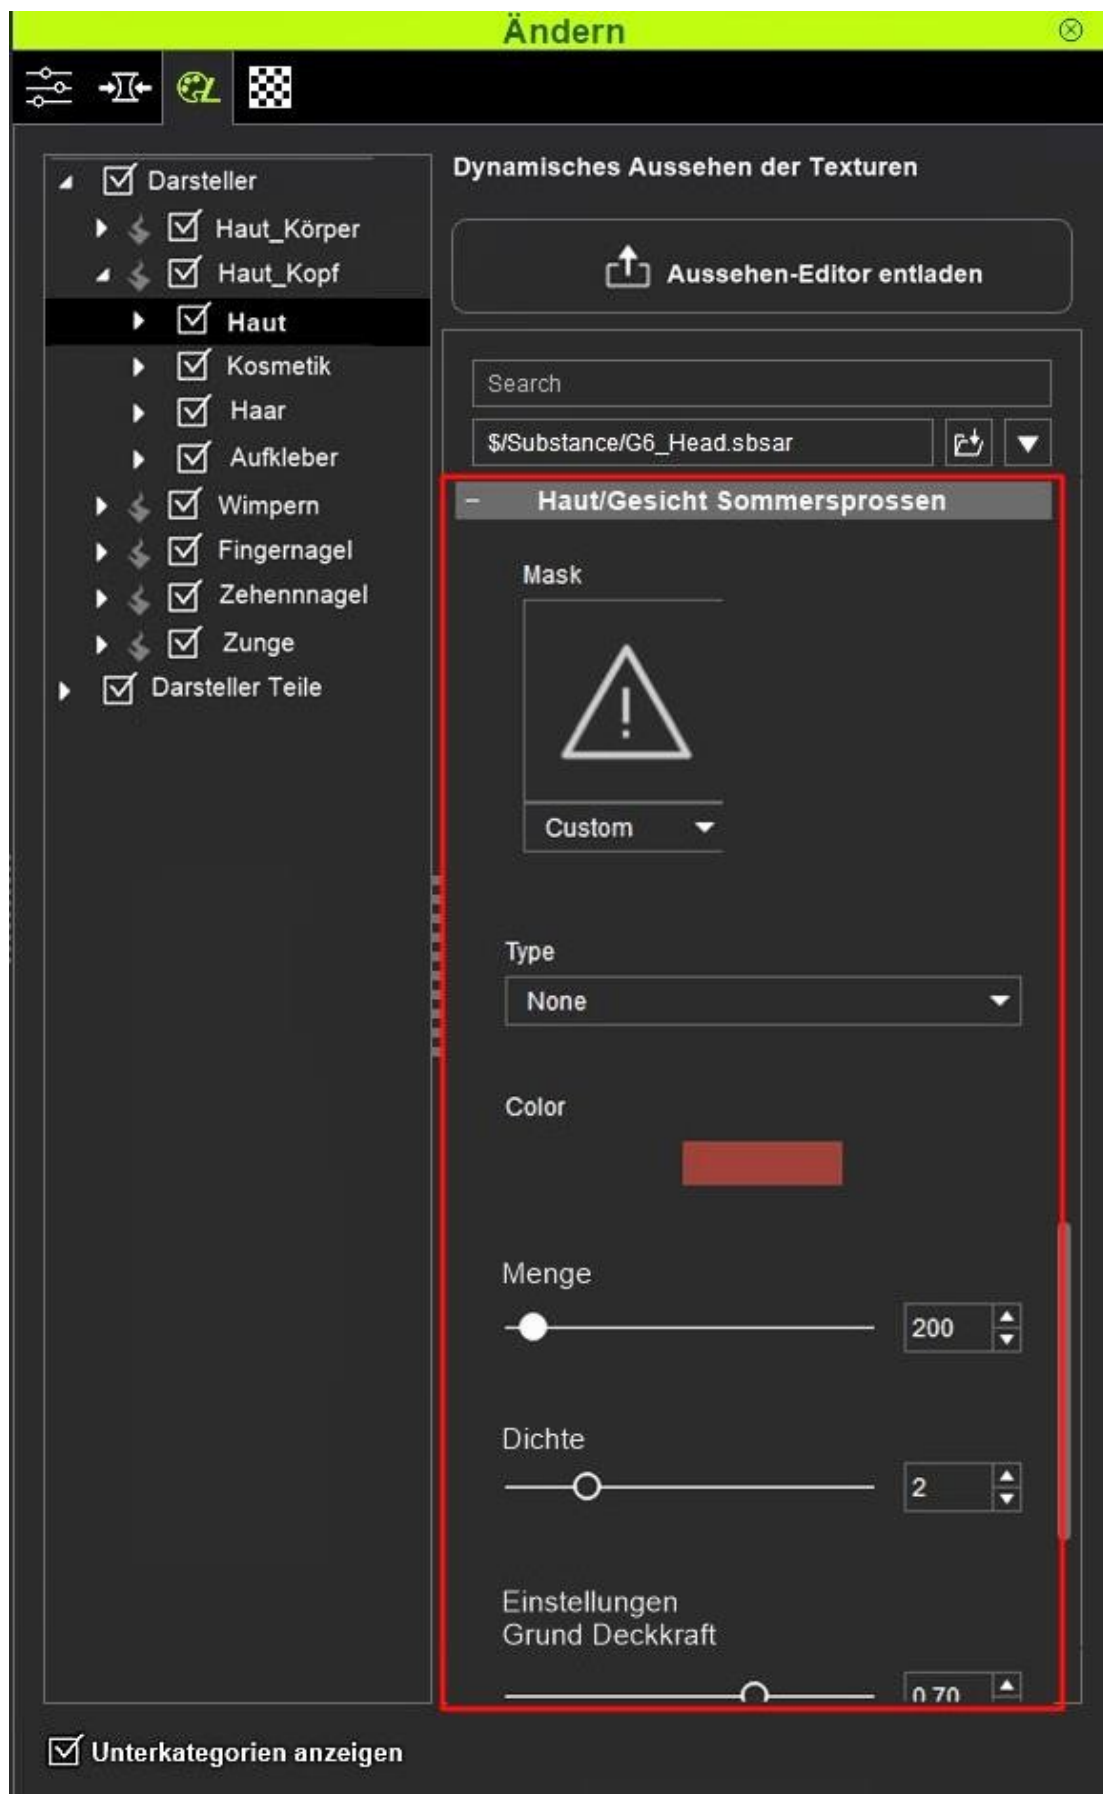 Ändern
Darsteller
Haut_Körper
Haut_Kopf
Haut
Kosmetik
Haar
Aufkleber
Wimpern
Fingernagel
Zehennnagel
Zunge
Darsteller Teile
Dynamisches Aussehen der Texturen
Aussehen-Editor entladen
Search
$/Substance/G6_Head.sbsar
Haut/Gesicht Sommersprossen
Mask
Custom
Type
None
Color
Menge
200
Dichte
2
Einstellungen
Grund Deckkraft
0.70
Unterkategorien anzeigen